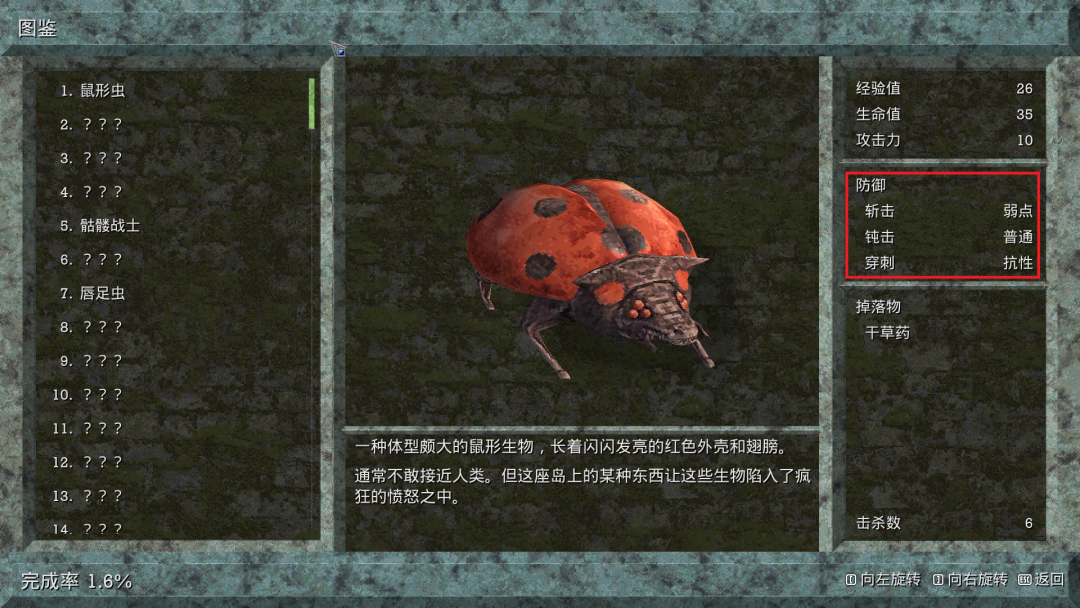 图鉴
1. 鼠形虫
2. ？？？
3. ？？？
4. ？？？
5. 骷髅战士
6. ？？？
7. 唇足虫
8. ？？？
9. ？？？
10. ？？？
11. ？？？
12. ？？？
13. ？？？
14. ？？？
一种体型颇大的鼠形生物，长着闪闪发亮的红色外壳和翅膀。
通常不敢接近人类。但这座岛上的某种东西让这些生物陷入了疯
狂的愤怒之中。
经验值 26
生命值 35
攻击力 10
防御
斩击 弱点
钝击 普通
穿刺 抗性
掉落物
干草药
击杀数 6
完成率 1.6%
[ 向左旋转 ] 向右旋转 ESC 返回